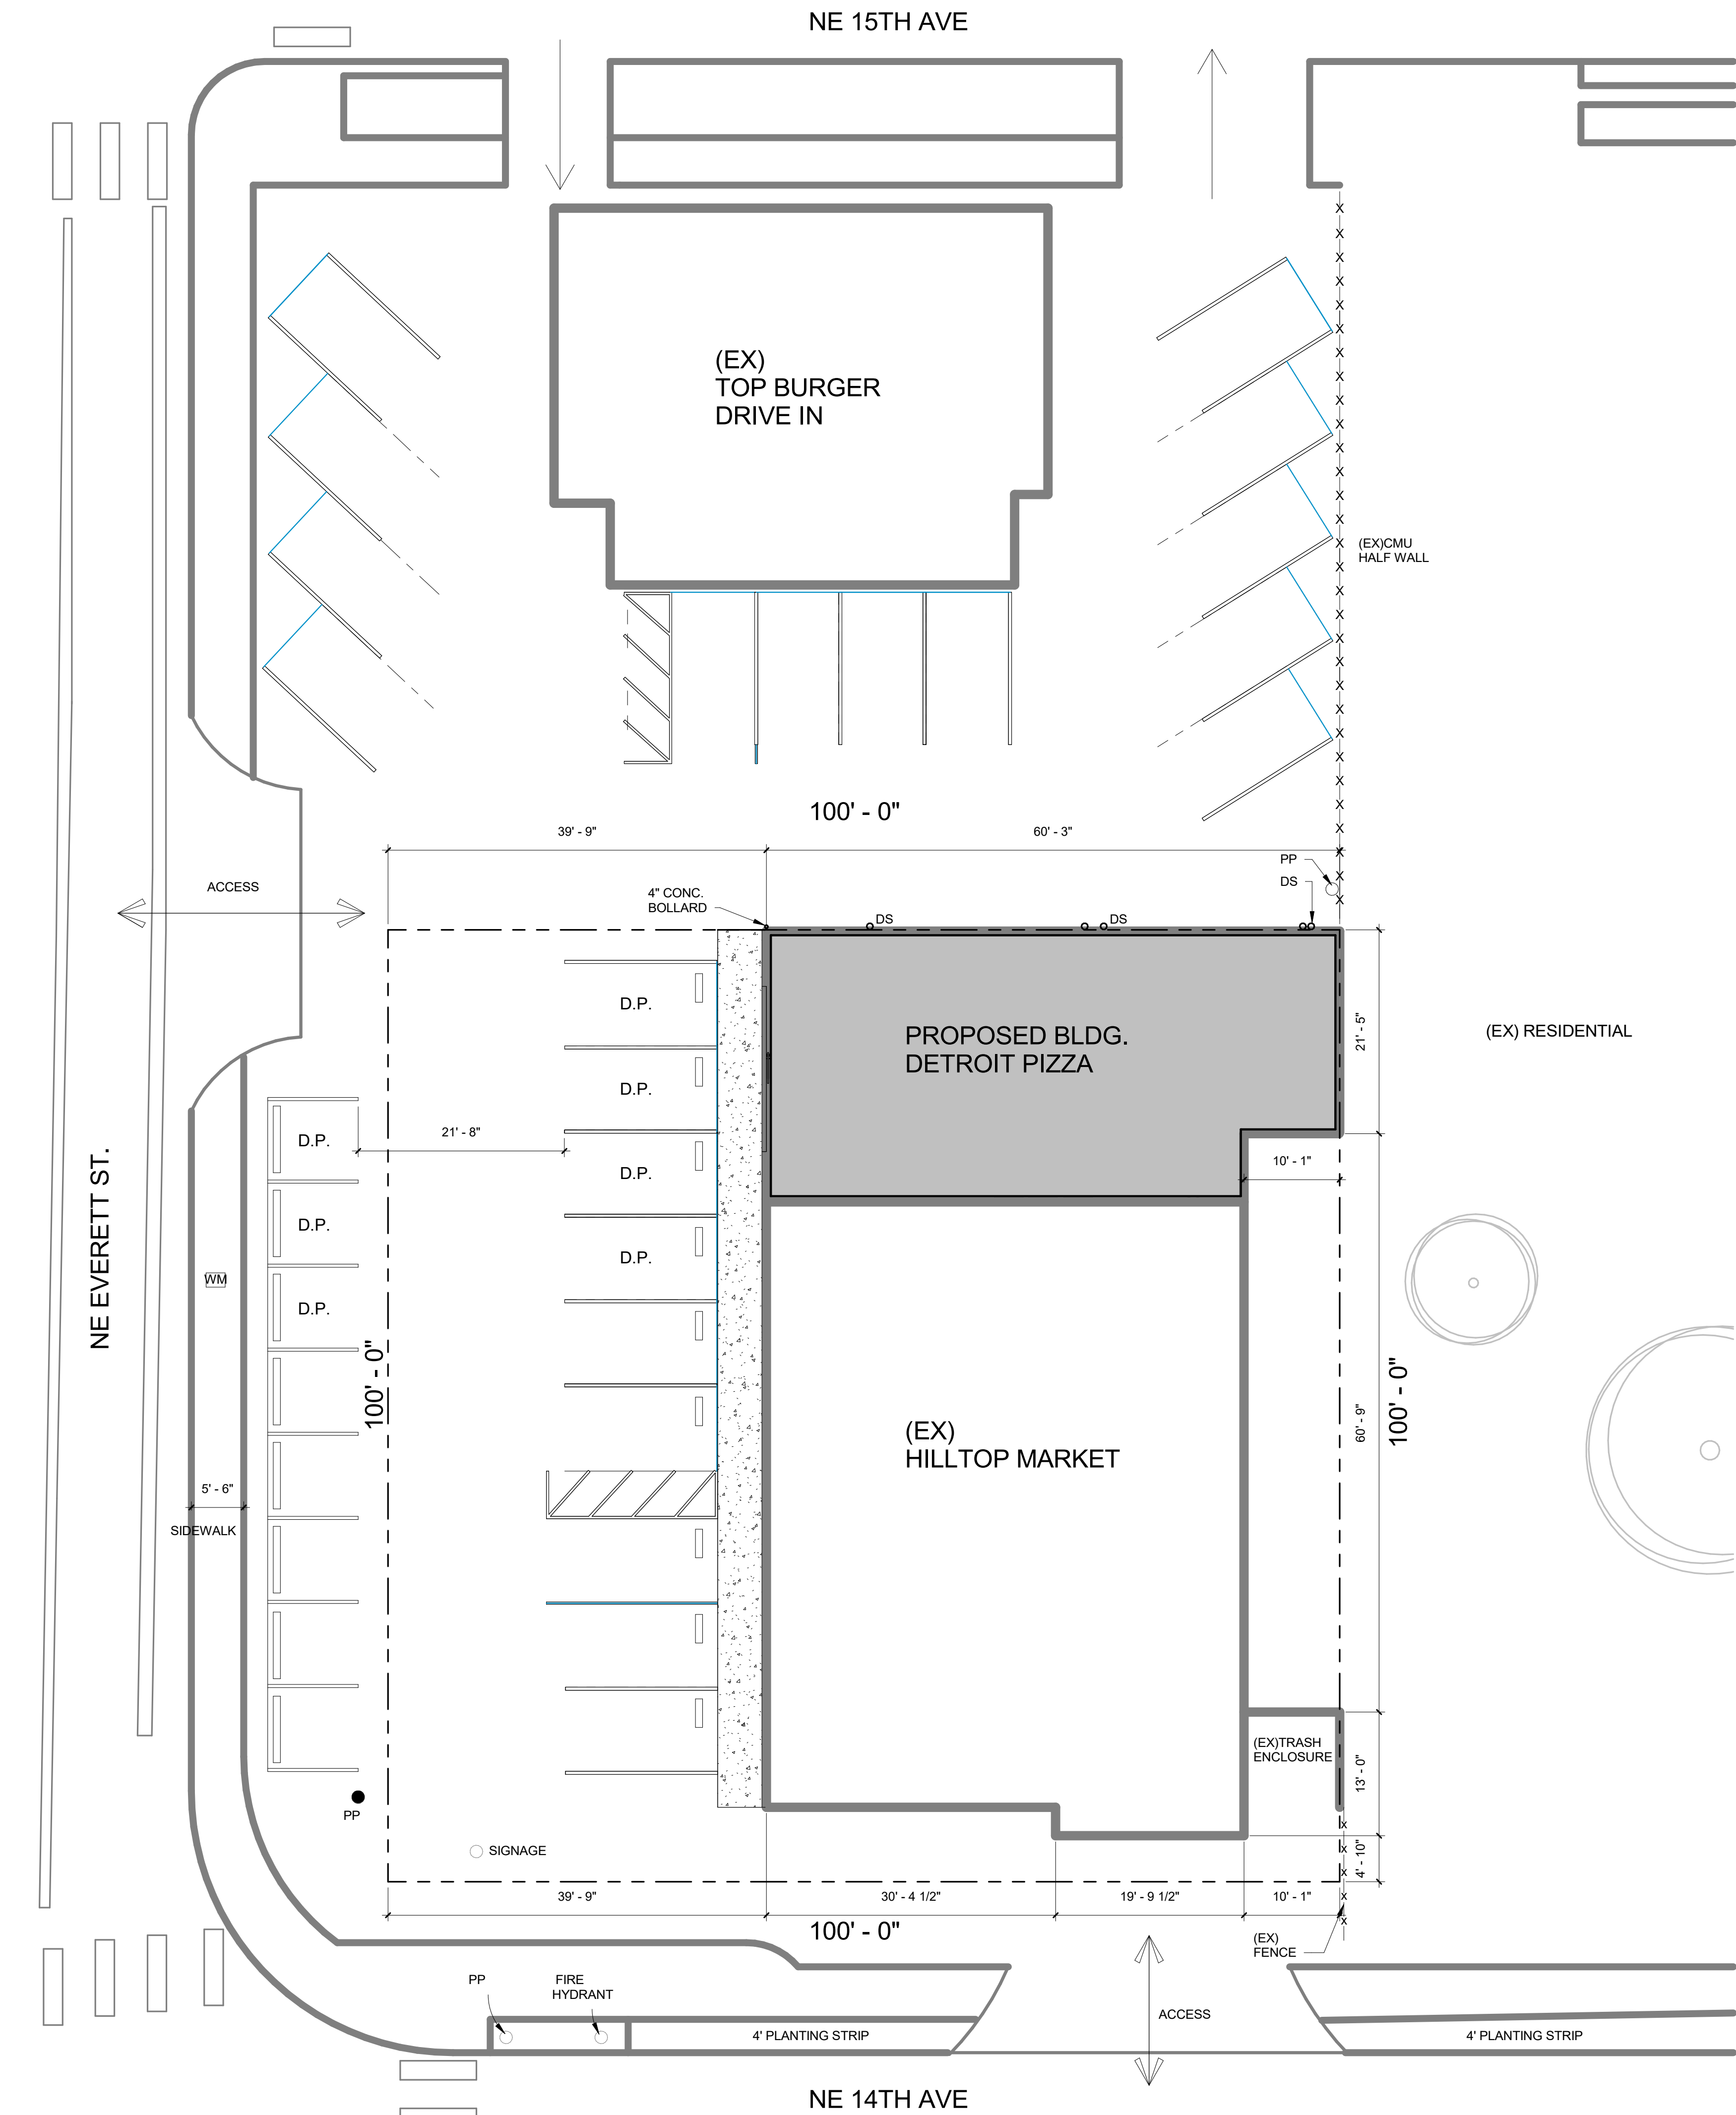 NE 15TH AVE
(EX)
TOP BURGER
DRIVE IN
(EX)CMU
HALF WALL
100' - 0"
39' - 9"
60' - 3"
PP
DS
ACCESS
4" CONC.
BOLLARD
DS
DS
D.P.
PROPOSED BLDG.
DETROIT PIZZA
21' - 5"
(EX) RESIDENTIAL
D.P.
D.P.
21' - 8"
D.P.
10' - 1"
NE EVERETT ST.
D.P.
D.P.
WM
D.P.
100' - 0"
100' - 0"
60' - 9"
(EX)
HILLTOP MARKET
5' - 6"
SIDEWALK
(EX)TRASH
ENCLOSURE
13' - 0"
PP
SIGNAGE
4' - 10"
39' - 9"
30' - 4 1/2"
19' - 9 1/2"
10' - 1"
100' - 0"
(EX)
FENCE
PP
FIRE
HYDRANT
ACCESS
4' PLANTING STRIP
4' PLANTING STRIP
NE 14TH AVE